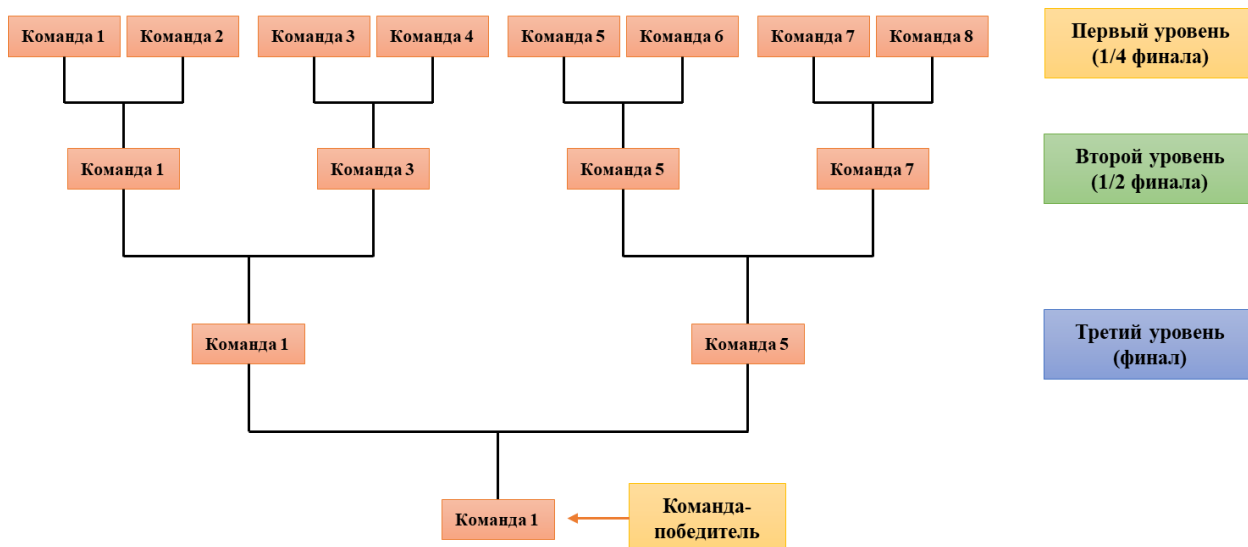 Команда 1 Команда 2 Команда 3 Команда 4 Команда 5 Команда 6 Команда 7 Команда 8
Первый уровень
(1/4 финала)
Команда 1 Команда 3 Команда 5 Команда 7
Второй уровень
(1/2 финала)
Команда 1 Команда 5
Третий уровень
(финал)
Команда 1
Команда-
победитель